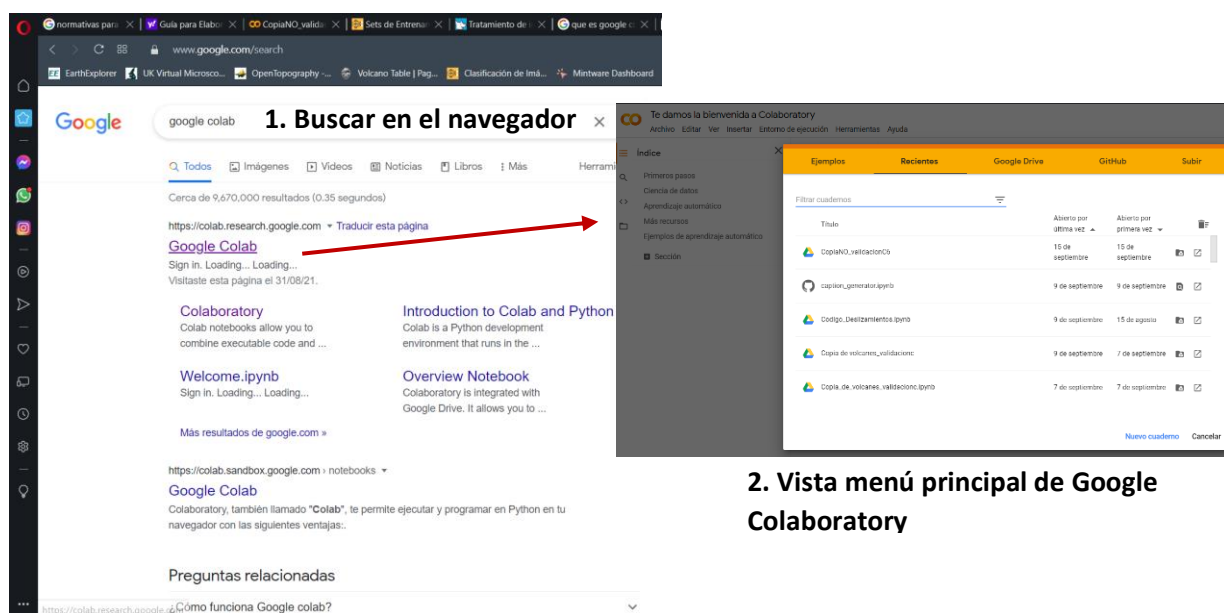 normativas para
Guía para Elabor
CopiaNO_valida
Sets de Entrena
Tratamiento de i
que es google c
www.google.com/search
EarthExplorer
UK Virtual Microsco...
OpenTopography -...
Volcano Table | Pag...
Clasificación de Imá...
Mintware Dashboard
Google
google colab
1. Buscar en el navegador
Todos
Imágenes
Videos
Noticias
Libros
Más
Herrami
Cerca de 9,670,000 resultados (0.35 segundos)
https://colab.research.google.com
Traducir esta página
Google Colab
Sign in. Loading... Loading...
Visitaste esta página el 31/08/21.
Colaboratory
Colab notebooks allow you to
combine executable code and ...
Introduction to Colab and Python
Colab is a Python development
environment that runs in the ...
Welcome.ipynb
Sign in. Loading... Loading...
Overview Notebook
Colaboratory is integrated with
Google Drive. It allows you to ...
Más resultados de google.com »
https://colab.sandbox.google.com › notebooks
Google Colab
Colaboratory, también llamado "Colab", te permite ejecutar y programar en Python en tu
navegador con las siguientes ventajas:.
Preguntas relacionadas
¿Cómo funciona Google colab?
https://colab.research.google.com
Te damos la bienvenida a Colaboratory
Archivo Editar Ver Insertar Entorno de ejecución Herramientas Ayuda
Índice
Primeros pasos
Ciencia de datos
Aprendizaje automático
Más recursos
Ejemplos de aprendizaje automático
Sección
Ejemplos
Recientes
Google Drive
GitHub
Subir
Filtrar cuadernos
Título
Abierto por
última vez
Abierto por
primera vez
CopiaNO_validacionC6
15 de
septiembre
15 de
septiembre
caption_generator.ipynb
9 de septiembre
9 de septiembre
Codigo_Deslizamientos.ipynb
9 de septiembre
15 de agosto
Copia de volcanes_validacionc
9 de septiembre
7 de septiembre
Copia_de_volcanes_validacionc.ipynb
7 de septiembre
7 de septiembre
Nuevo cuaderno
Cancelar
2. Vista menú principal de Google
Colaboratory